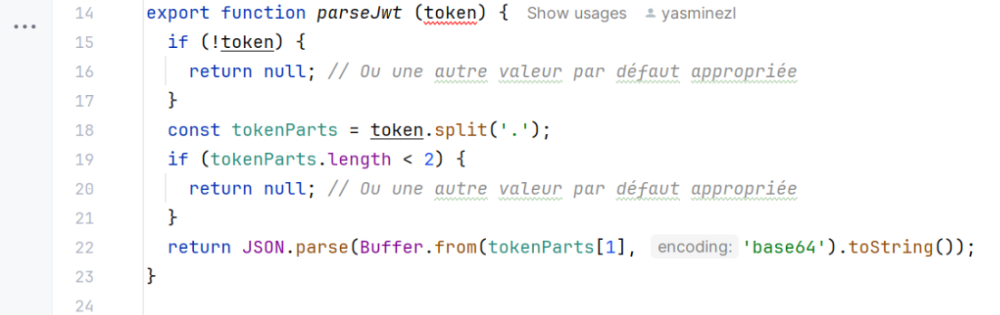 14 export function parseJwt (token) { Show usages yasminezl
15 if (!token) {
16 return null; // Ou une autre valeur par défaut appropriée
17 }
18 const tokenParts = token.split('.');
19 if (tokenParts.length < 2) {
20 return null; // Ou une autre valeur par défaut appropriée
21 }
22 return JSON.parse(Buffer.from(tokenParts[1], encoding: 'base64').toString());
23 }
24